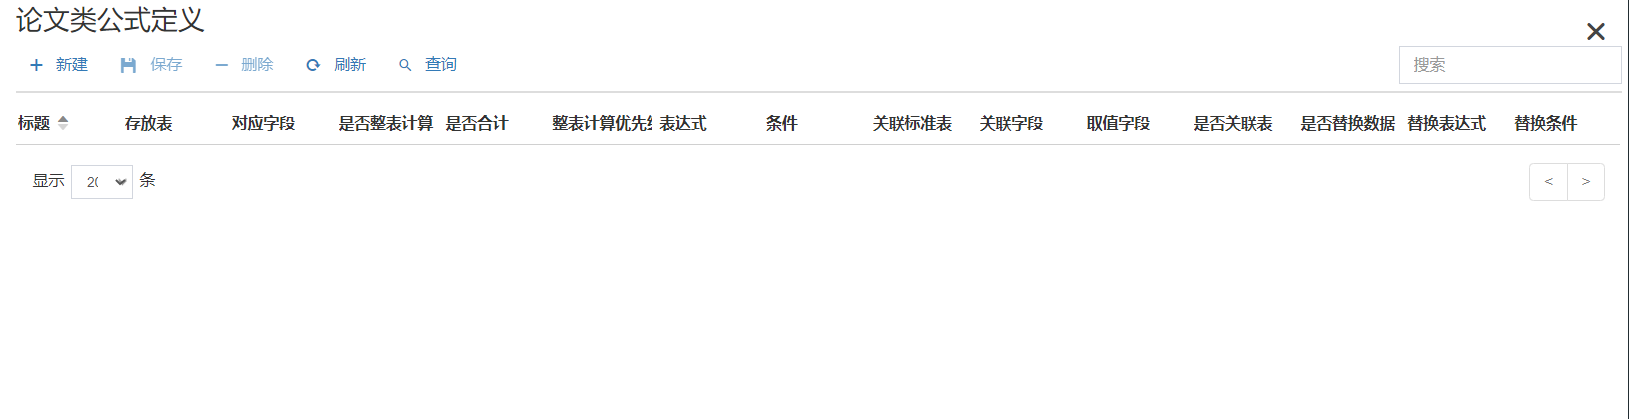 论文类公式定义
新建 保存 删除 刷新 查询 搜索
标题 存放表 对应字段 是否整表计算 是否合计 整表计算优先 表达式 条件 关联标准表 关联字段 取值字段 是否关联表 是否替换数据 替换表达式 替换条件
显示 20 条 < >